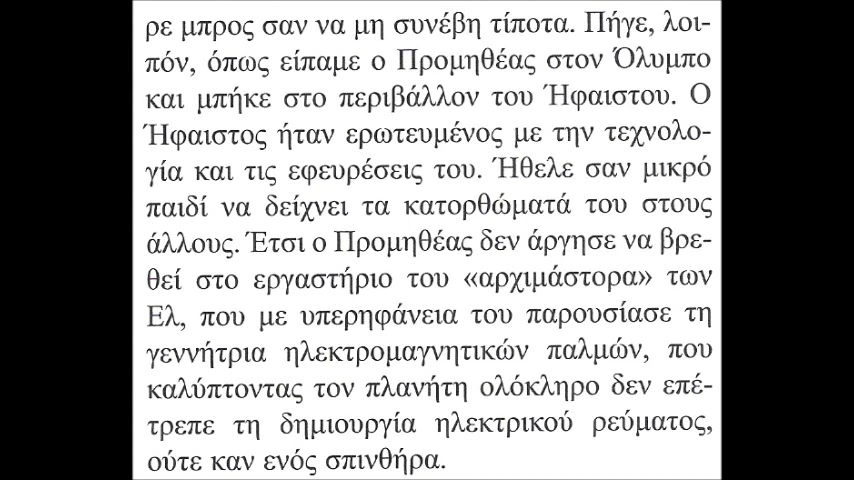 ρε μπρος σαν να μη συνέβη τίποτα. Πήγε, λοι-
πόν, όπως είπαμε ο Προμηθέας στον Όλυμπο
και μπήκε στο περιβάλλον του Ήφαιστου. Ο
Ήφαιστος ήταν ερωτευμένος με την τεχνολο-
γία και τις εφευρέσεις του. Ήθελε σαν μικρό
παιδί να δείχνει τα κατορθώματά του στους
άλλους. Έτσι ο Προμηθέας δεν άργησε να βρε-
θεί στο εργαστήριο του «αρχιμάστορα» των
Ελ, που με υπερηφάνεια του παρουσίασε τη
γεννήτρια ηλεκτρομαγνητικών παλμών, που
καλύπτοντας τον πλανήτη ολόκληρο δεν επέ-
τρεπε τη δημιουργία ηλεκτρικού ρεύματος,
ούτε καν ενός σπινθήρα.